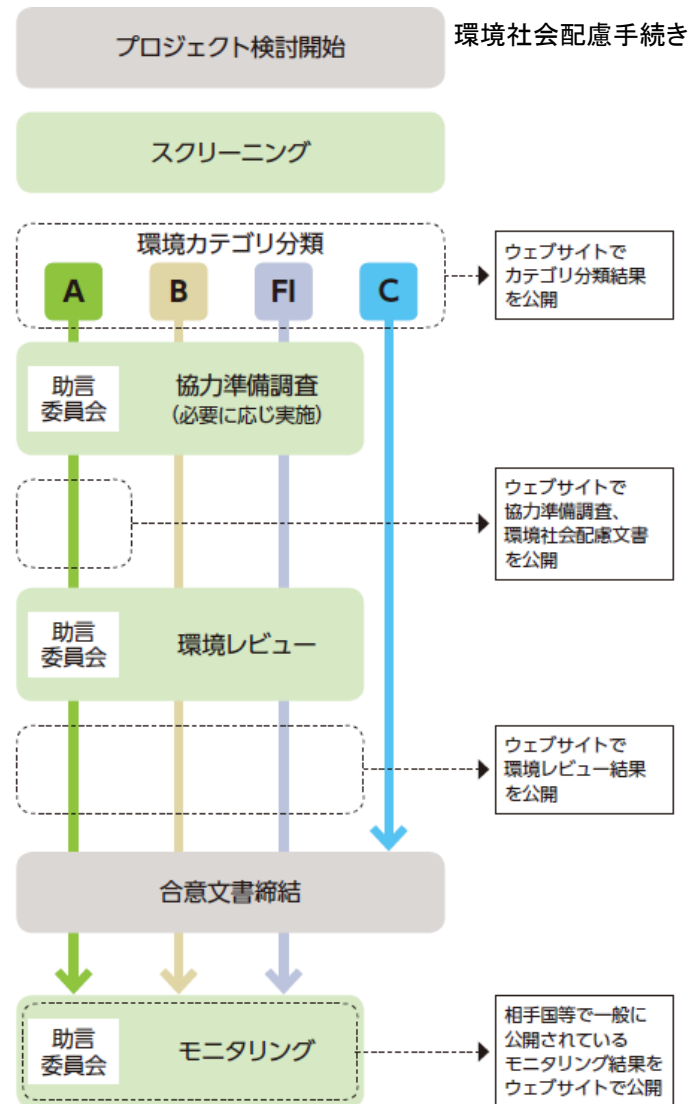 環境社会配慮手続き
プロジェクト検討開始
スクリーニング
環境カテゴリ分類
A
B
FI
C
ウェブサイトで
カテゴリ分類結果
を公開
助言
委員会
協力準備調査
(必要に応じ実施)
ウェブサイトで
協力準備調査、
環境社会配慮文書
を公開
助言
委員会
環境レビュー
ウェブサイトで
環境レビュー結果
を公開
合意文書締結
助言
委員会
モニタリング
相手国等で一般に
公開されている
モニタリング結果を
ウェブサイトで公開